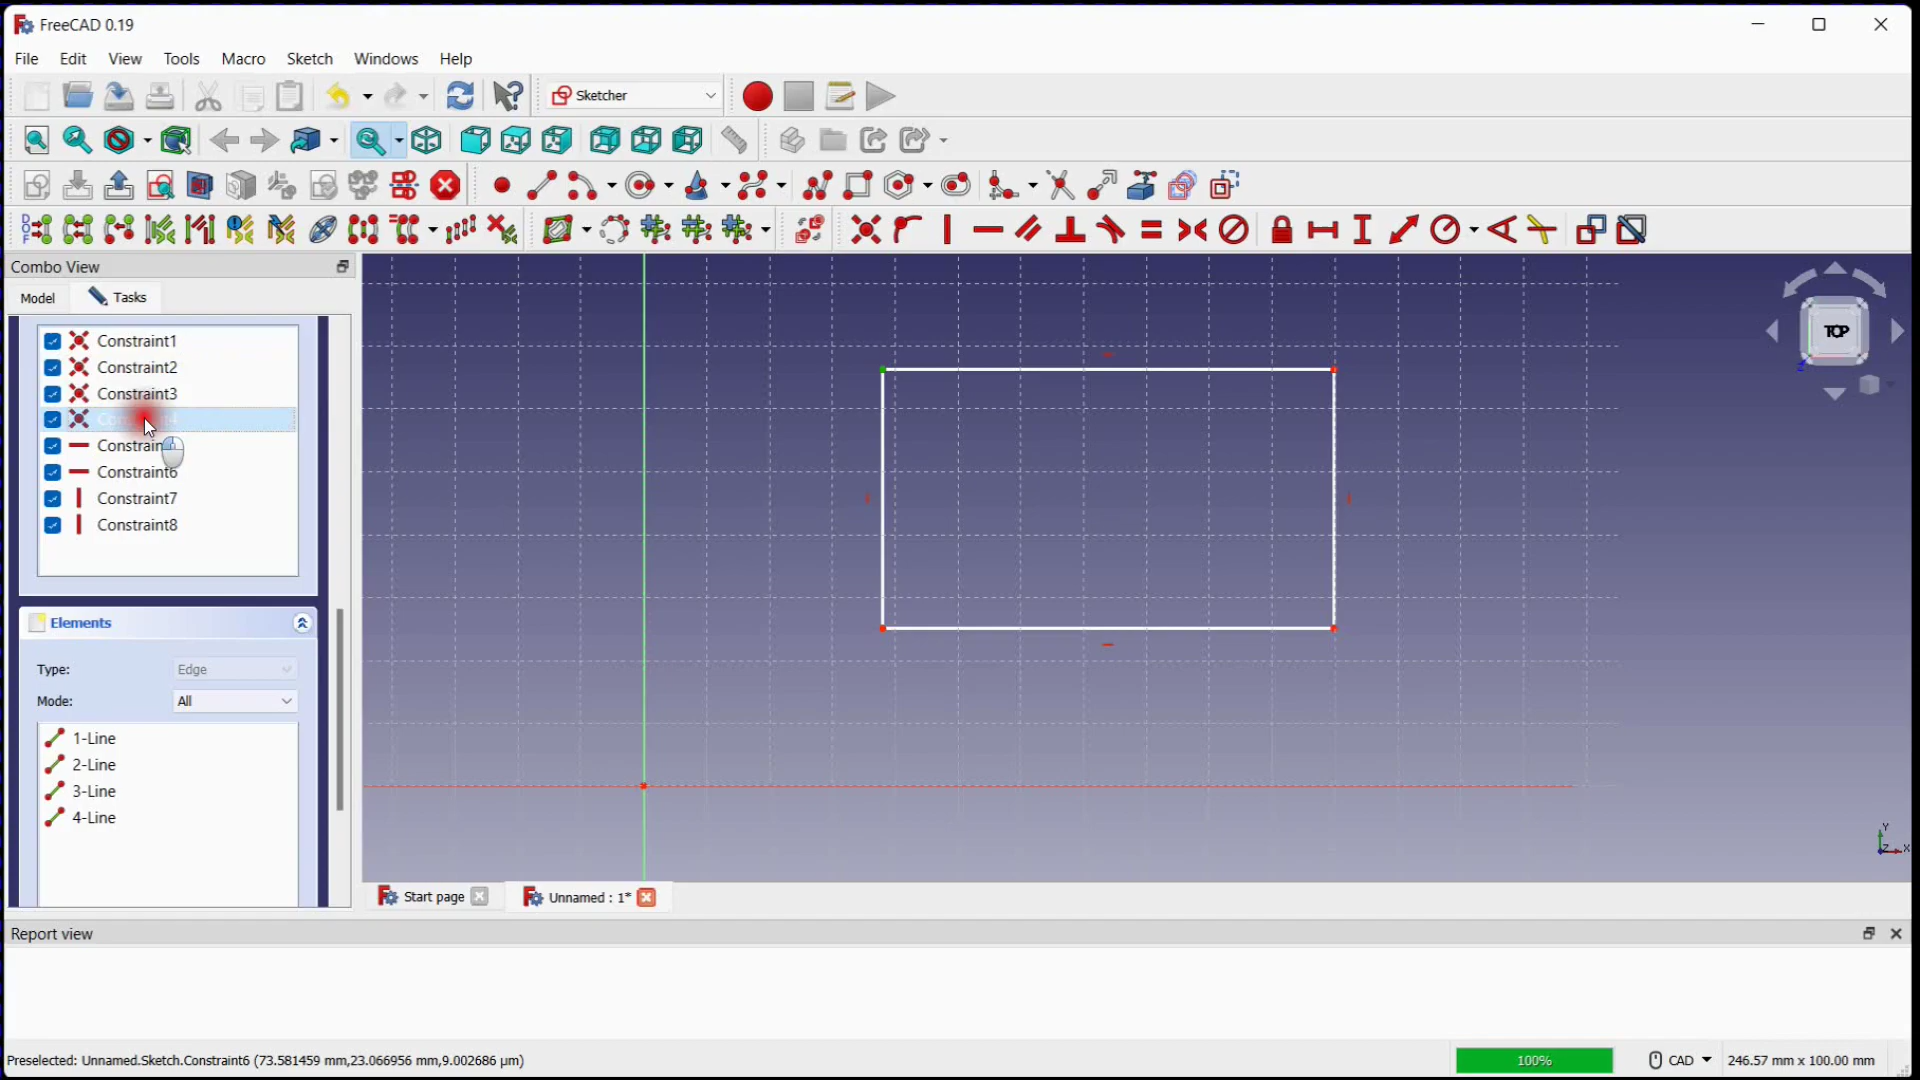 FreeCAD 0.19
File Edit View Tools Macro Sketch Windows Help
Sketcher
Combo View
Model Tasks
Constraint1
Constraint2
Constraint3
Constrain
Constraint6
Constraint7
Constraint8
Elements
Type: Edge
Mode: All
1-Line
2-Line
3-Line
4-Line
TOP
Z
Y
Z X
Start page Unnamed : 1*
Report view
Preselected: Unnamed.Sketch.Constraint6 (73.581459 mm,23.066956 mm,9.002686 µm) 100% CAD 246.57 mm x 100.00 mm